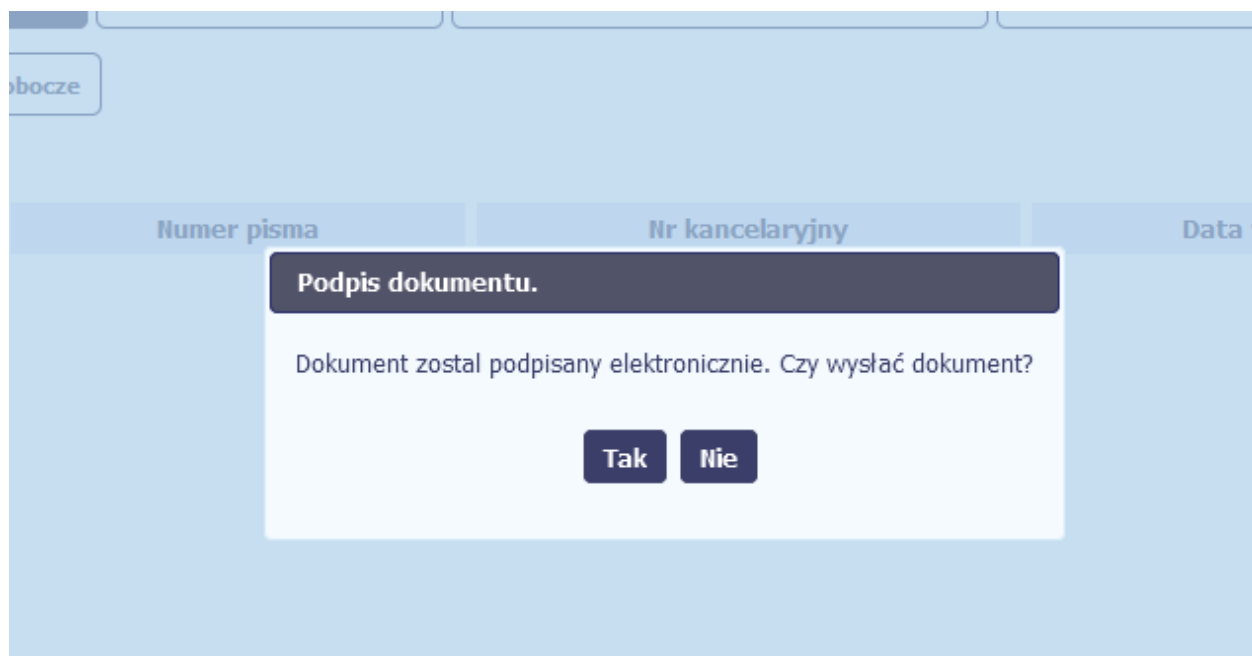 obocze
Numer pisma Nr kancelaryjny Data
Podpis dokumentu.
Dokument zostal podpisany elektronicznie. Czy wysłać dokument?
Tak Nie